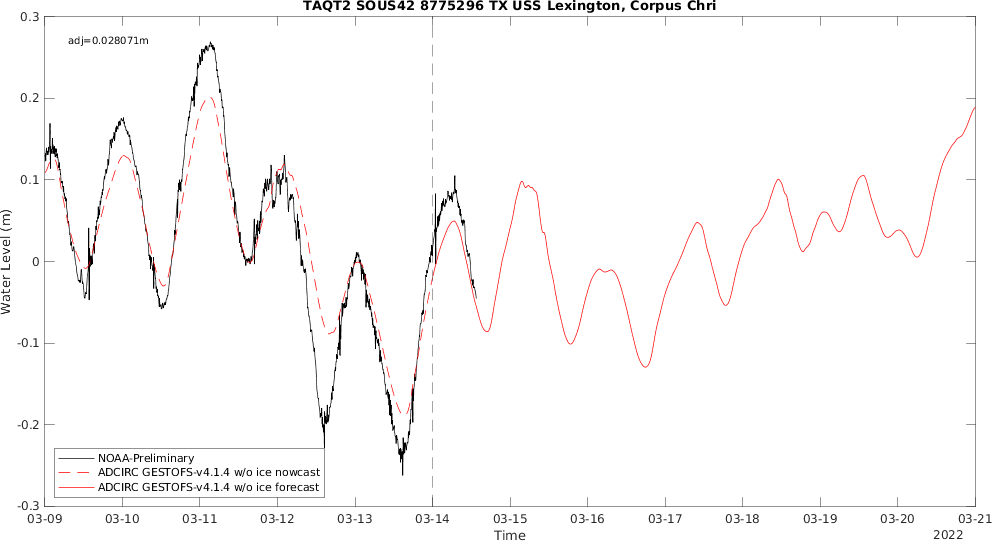 TAQT2 SOUS42 8775296 TX USS Lexington, Corpus Chri
adj=0.028071m
0.3
0.2
0.1
0
-0.1
-0.2
-0.3
Water Level (m)
NOAA-Preliminary
ADCIRC GESTOFS-v4.1.4 w/o ice nowcast
ADCIRC GESTOFS-v4.1.4 w/o ice forecast
03-09 03-10 03-11 03-12 03-13 03-14 03-15 03-16 03-17 03-18 03-19 03-20 03-21
Time
2022